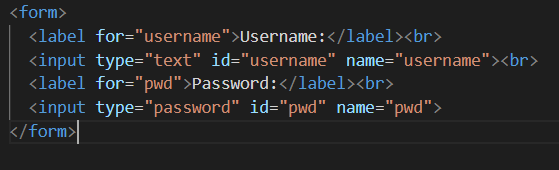 <form>
<label for="username">Username:</label><br>
<input type="text" id="username" name="username"><br>
<label for="pwd">Password:</label><br>
<input type="password" id="pwd" name="pwd">
</form>